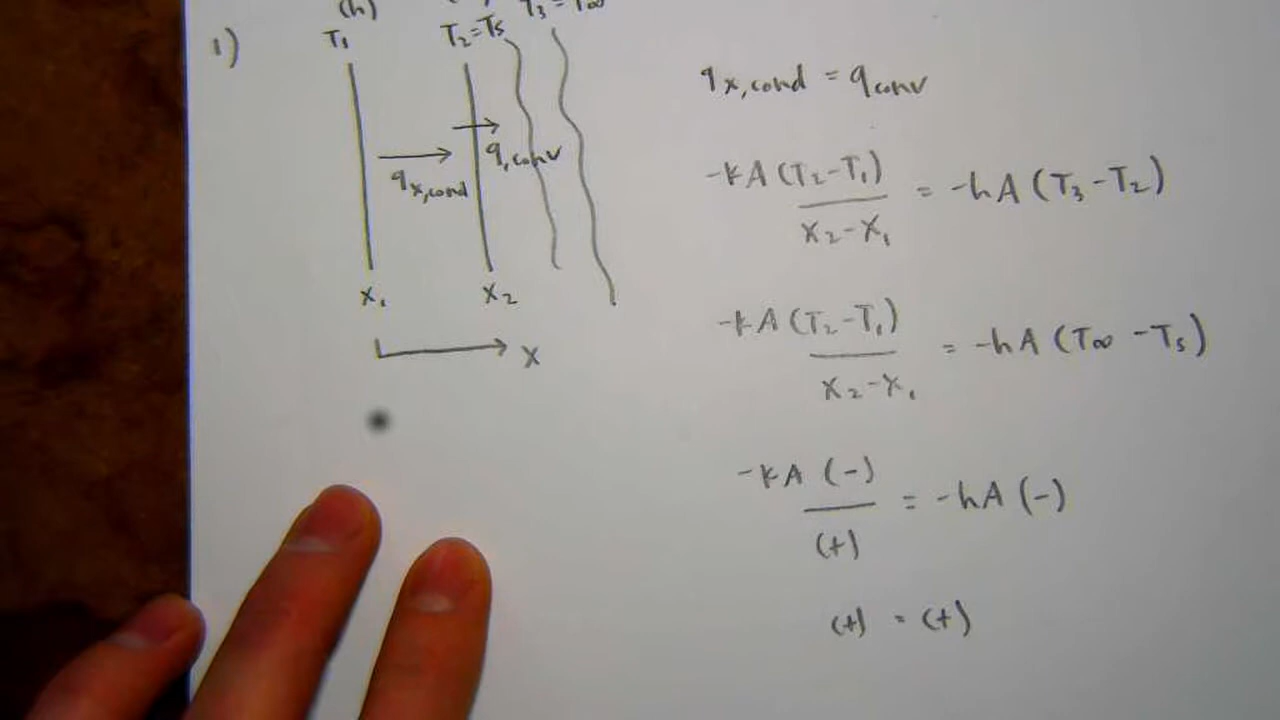 (h)
T₃ = T∞
1)
T₁
T₂=Tₛ
q x,cond
q,conv
x₁
x₂
x
q x,cond = q conv
-kA(T₂-T₁)
x₂-x₁
= -hA(T₃-T₂)
-kA(T₂-T₁)
x₂-x₁
= -hA(T∞-Tₛ)
-kA(-)
(+)
= -hA(-)
(+) = (+)